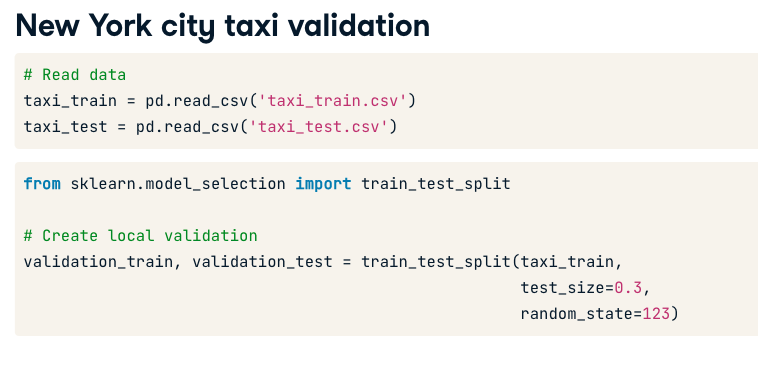 New York city taxi validation
# Read data
taxi_train = pd.read_csv('taxi_train.csv')
taxi_test = pd.read_csv('taxi_test.csv')
from sklearn.model_selection import train_test_split
# Create local validation
validation_train, validation_test = train_test_split(taxi_train,
test_size=0.3,
random_state=123)